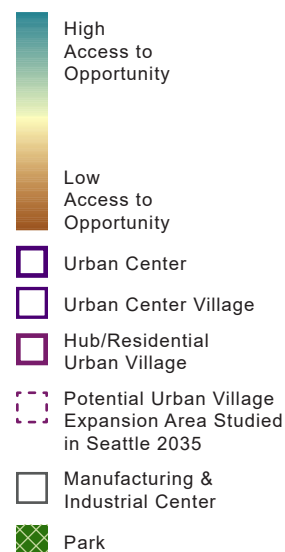 High
Access to
Opportunity
Low
Access to
Opportunity
Urban Center
Urban Center Village
Hub/Residential
Urban Village
Potential Urban Village
Expansion Area Studied
in Seattle 2035
Manufacturing &
Industrial Center
Park